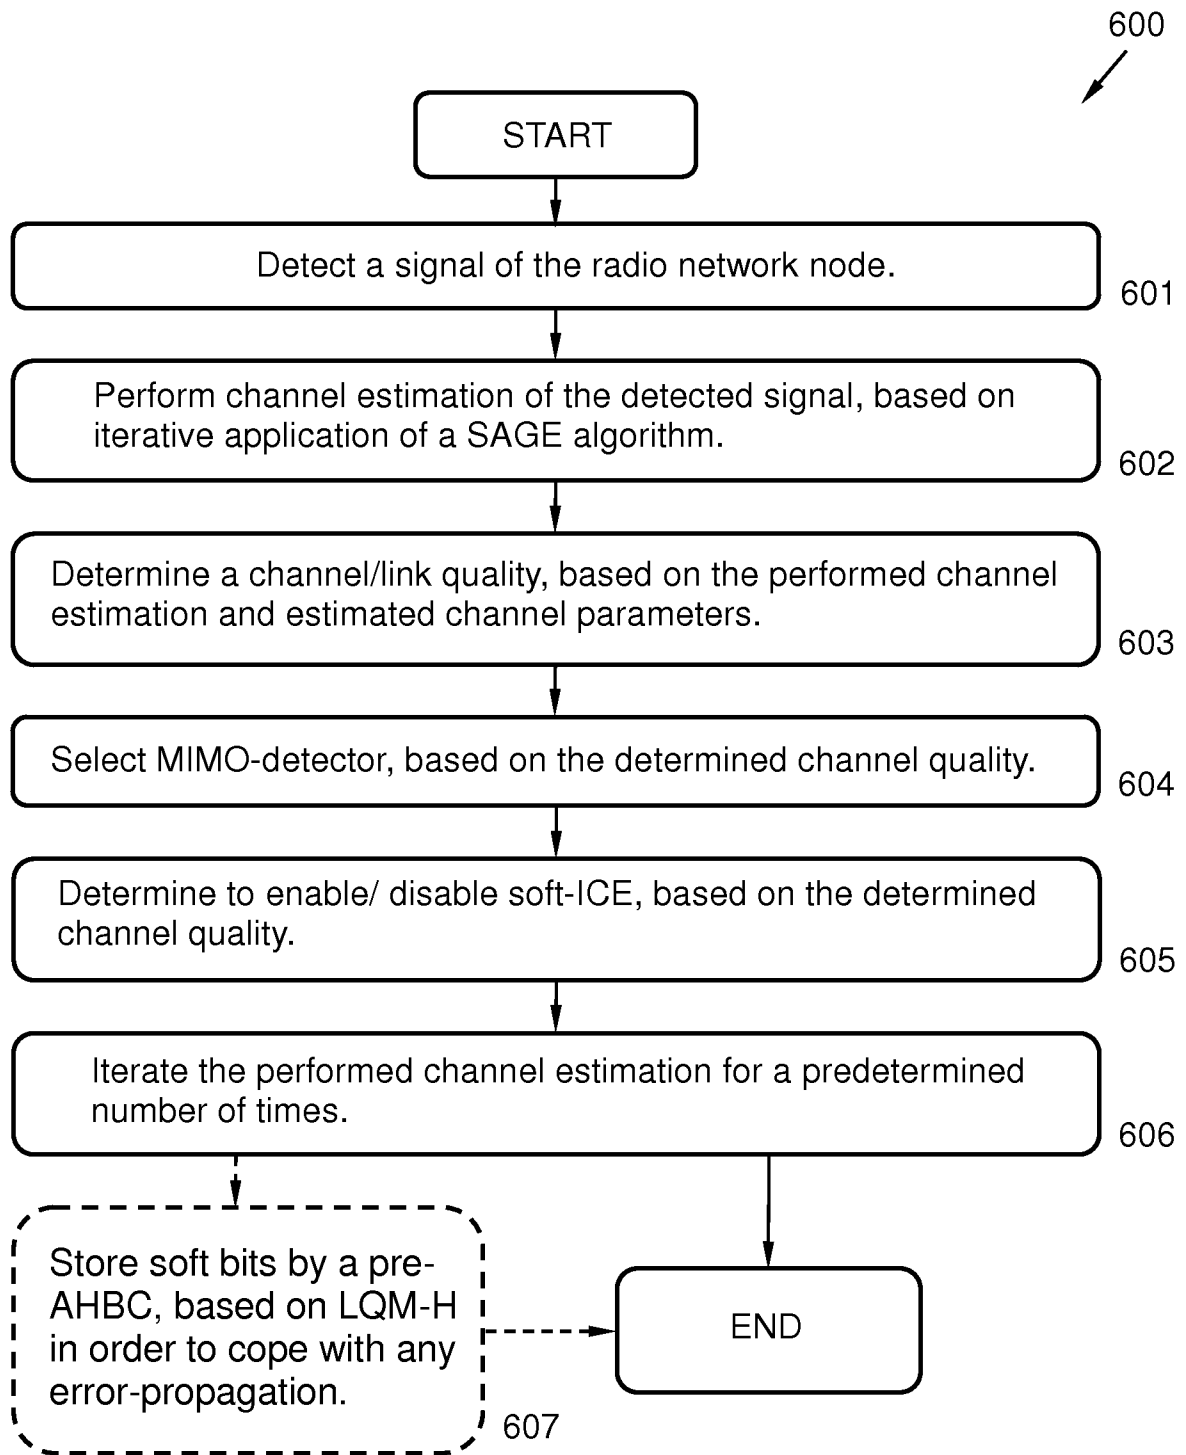 600
START
Detect a signal of the radio network node.
601
Perform channel estimation of the detected signal, based on
iterative application of a SAGE algorithm.
602
Determine a channel/link quality, based on the performed channel
estimation and estimated channel parameters.
603
Select MIMO-detector, based on the determined channel quality.
604
Determine to enable/ disable soft-ICE, based on the determined
channel quality.
605
Iterate the performed channel estimation for a predetermined
number of times.
606
Store soft bits by a pre-
AHBC, based on LQM-H
in order to cope with any
error-propagation.
607
END